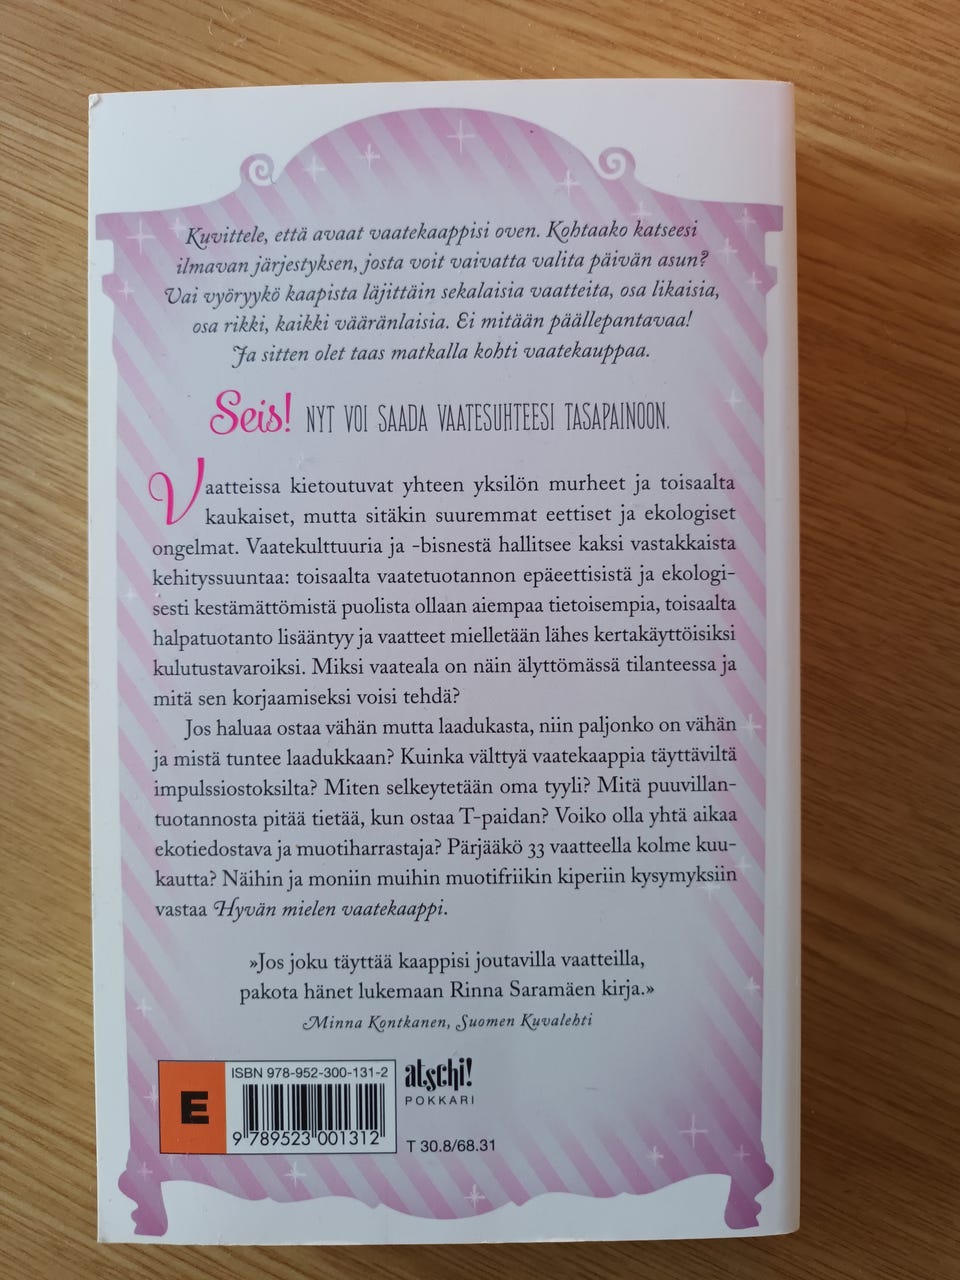 Kuvittele, että avaat vaatekaappisi oven. Kohtaako katseesi
ilmavan järjestyksen, josta voit vaivatta valita päivän asun?
Vai vyöryykö kaapista läjittäin sekalaisia vaatteita, osa likaisia,
osa rikki, kaikki vääränlaisia. Ei mitään päällepantavaa!
Ja sitten olet taas matkalla kohti vaatekauppaa.
Seis! NYT VOI SAADA VAATESUHTEESI TASAPAINOON.
Vaatteissa kietoutuvat yhteen yksilön murheet ja toisaalta
kaukaiset, mutta sitäkin suuremmat eettiset ja ekologiset
ongelmat. Vaatekulttuuria ja -bisnestä hallitsee kaksi vastakkaista
kehityssuuntaa: toisaalta vaatetuotannon epäeettisistä ja ekologi-
sesti kestämättömistä puolista ollaan aiempaa tietoisempia, toisaalta
halpatuotanto lisääntyy ja vaatteet mielletään lähes kertakäyttöisiksi
kulutustavaroiksi. Miksi vaateala on näin älyttömässä tilanteessa ja
mitä sen korjaamiseksi voisi tehdä?
Jos haluaa ostaa vähän mutta laadukasta, niin paljonko on vähän
ja mistä tuntee laadukkaan? Kuinka välttyä vaatekaappia täyttäviltä
impulssiostoksilta? Miten selkeytetään oma tyyli? Mitä puuvillan-
tuotannosta pitää tietää, kun ostaa T-paidan? Voiko olla yhtä aikaa
ekotiedostava ja muotiharrastaja? Pärjääkö 33 vaatteella kolme kuu-
kautta? Näihin ja moniin muihin muotifriikin kiperiin kysymyksiin
vastaa Hyvän mielen vaatekaappi.
»Jos joku täyttää kaappisi joutavilla vaatteilla,
pakota hänet lukemaan Rinna Saramäen kirja.»
Minna Kontkanen, Suomen Kuvalehti
ISBN 978-952-300-131-2
E
9 789523 001312
atschi!
POKKARI
T 30.8/68.31